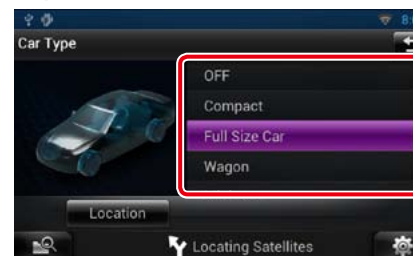 Car Type
OFF
Compact
Full Size Car
Wagon
Location
Locating Satellites